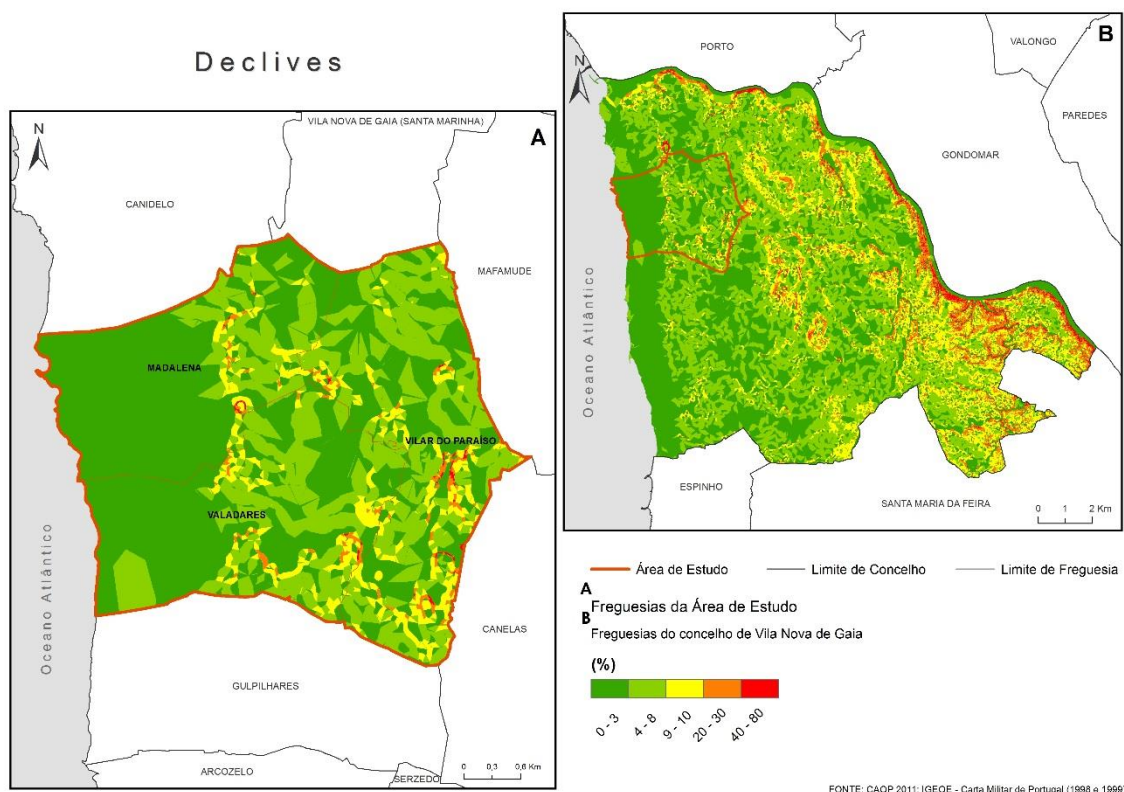 Declives
N
A
VILA NOVA DE GAIA (SANTA MARINHA)
CANIDELO
MAFAMUDE
MADALENA
VILAR DO PARAÍSO
VALADARES
Oceano Atlântico
CANELAS
GULPILHARES
ARCOZELO
SERZEDO
0 0,3 0,6 Km
B
N
PORTO
VALONGO
PAREDES
GONDOMAR
Oceano Atlântico
ESPINHO
SANTA MARIA DA FEIRA
0 1 2 Km
Área de Estudo
Limite de Concelho
Limite de Freguesia
A
Freguesias da Área de Estudo
B
Freguesias do concelho de Vila Nova de Gaia
(%)
0 - 3
4 - 8
9 - 10
20 - 30
40 - 80
FONTE: CAOP 2011; IGEOE - Carta Militar de Portugal (1998 e 1999)